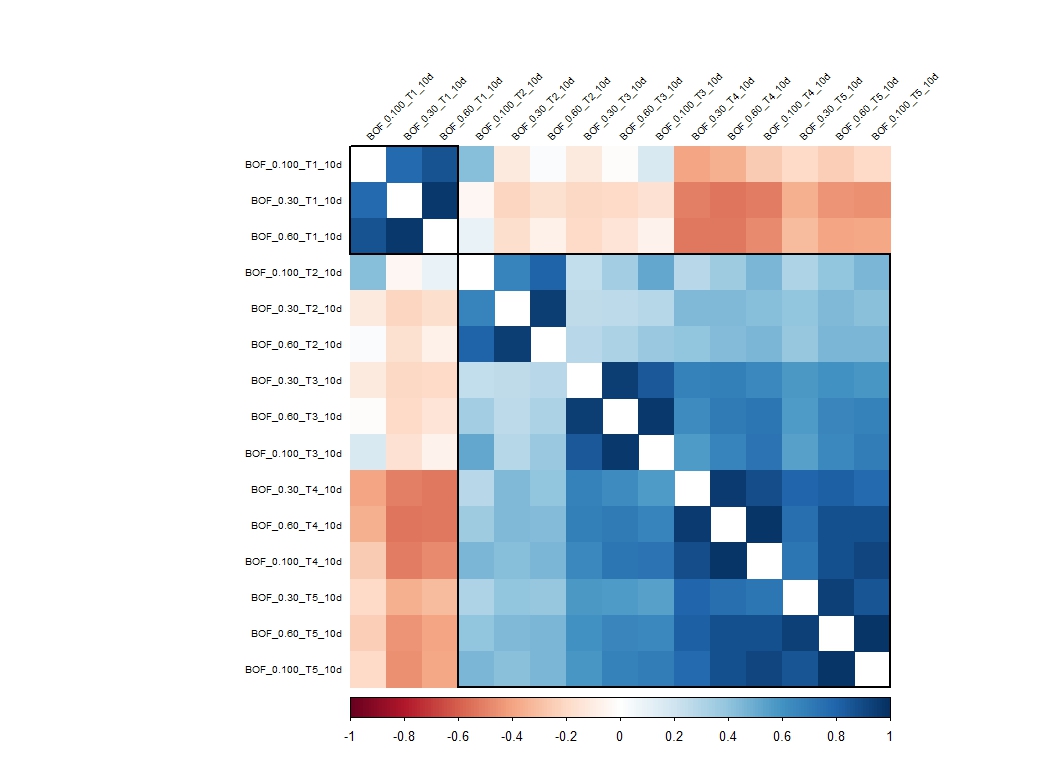 BOF_0.100_T1_10d
BOF_0.30_T1_10d
BOF_0.60_T1_10d
BOF_0.100_T2_10d
BOF_0.30_T2_10d
BOF_0.60_T2_10d
BOF_0.30_T3_10d
BOF_0.60_T3_10d
BOF_0.100_T3_10d
BOF_0.30_T4_10d
BOF_0.60_T4_10d
BOF_0.100_T4_10d
BOF_0.30_T5_10d
BOF_0.60_T5_10d
BOF_0.100_T5_10d
BOF_0.100_T1_10d
BOF_0.30_T1_10d
BOF_0.60_T1_10d
BOF_0.100_T2_10d
BOF_0.30_T2_10d
BOF_0.60_T2_10d
BOF_0.30_T3_10d
BOF_0.60_T3_10d
BOF_0.100_T3_10d
BOF_0.30_T4_10d
BOF_0.60_T4_10d
BOF_0.100_T4_10d
BOF_0.30_T5_10d
BOF_0.60_T5_10d
BOF_0.100_T5_10d
-1 -0.8 -0.6 -0.4 -0.2 0 0.2 0.4 0.6 0.8 1